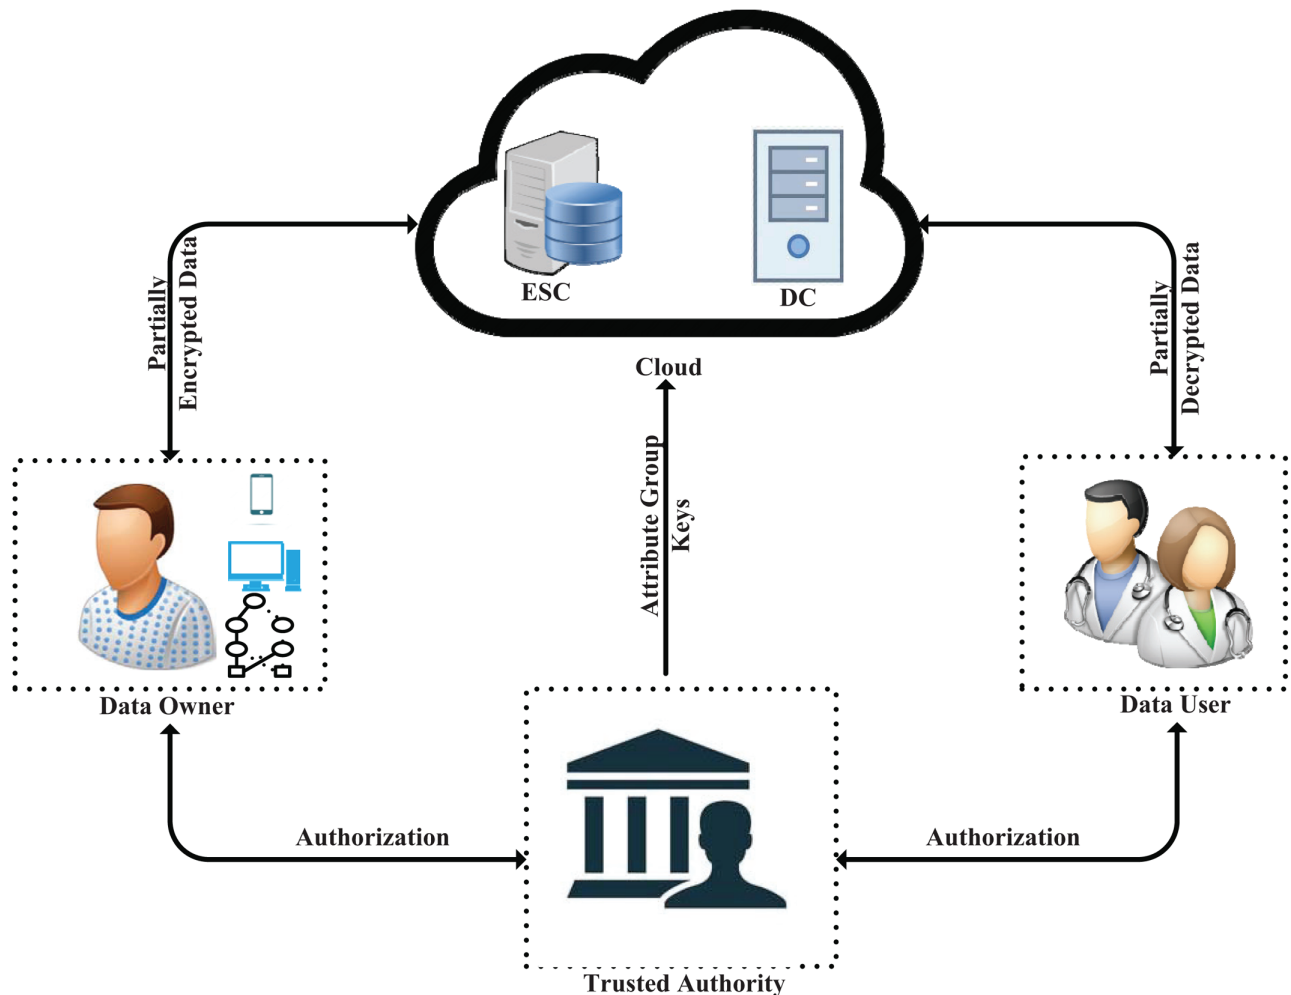 ESC
DC
Cloud
Partially
Encrypted Data
Partially
Decrypted Data
Attribute Group
Keys
Data Owner
Data User
Authorization
Authorization
Trusted Authority